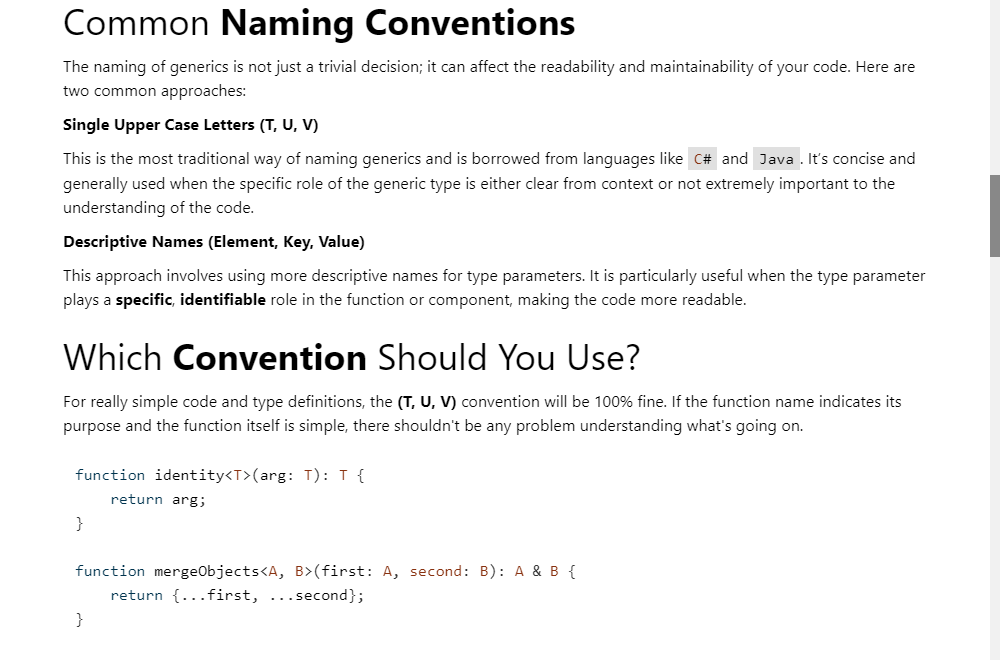 Common Naming Conventions
The naming of generics is not just a trivial decision; it can affect the readability and maintainability of your code. Here are
two common approaches:
Single Upper Case Letters (T, U, V)
This is the most traditional way of naming generics and is borrowed from languages like C# and Java. It's concise and
generally used when the specific role of the generic type is either clear from context or not extremely important to the
understanding of the code.
Descriptive Names (Element, Key, Value)
This approach involves using more descriptive names for type parameters. It is particularly useful when the type parameter
plays a specific, identifiable role in the function or component, making the code more readable.
Which Convention Should You Use?
For really simple code and type definitions, the (T, U, V) convention will be 100% fine. If the function name indicates its
purpose and the function itself is simple, there shouldn't be any problem understanding what's going on.
function identity<T>(arg: T): T {
    return arg;
}
function mergeObjects<A, B>(first: A, second: B): A & B {
    return {...first, ...second};
}